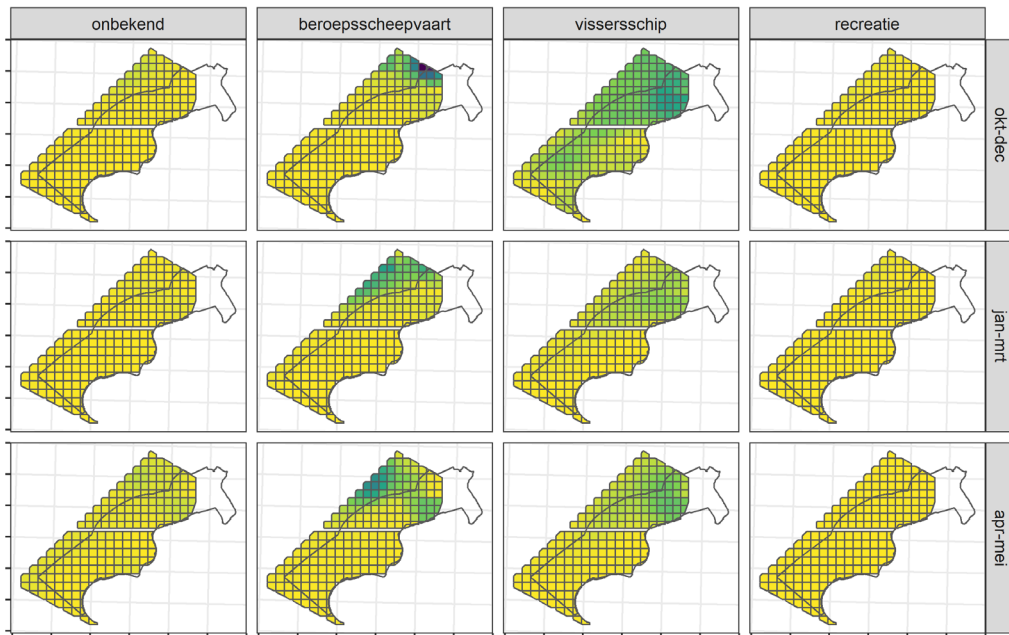 onbekend
beroepsscheepvaart
vissersschip
recreatie
okt-dec
jan-mrt
apr-mei